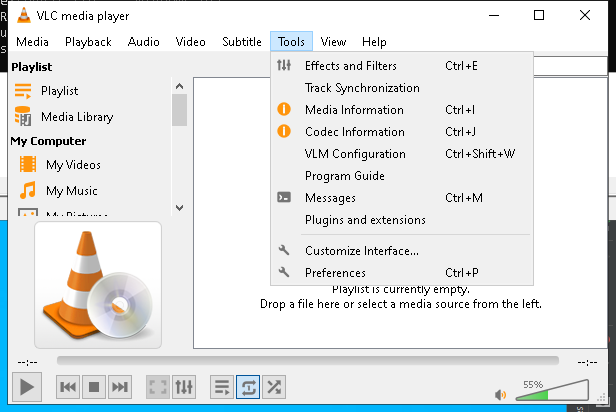 VLC media player
Media Playback Audio Video Subtitle Tools View Help
Playlist
Playlist
Media Library
My Computer
My Videos
My Music
My Pictures
Effects and Filters Ctrl+E
Track Synchronization
Media Information Ctrl+I
Codec Information Ctrl+J
VLM Configuration Ctrl+Shift+W
Program Guide
Messages Ctrl+M
Plugins and extensions
Customize Interface...
Preferences Ctrl+P
Playlist is currently empty.
Drop a file here or select a media source from the left.
--:-- --:--
55%